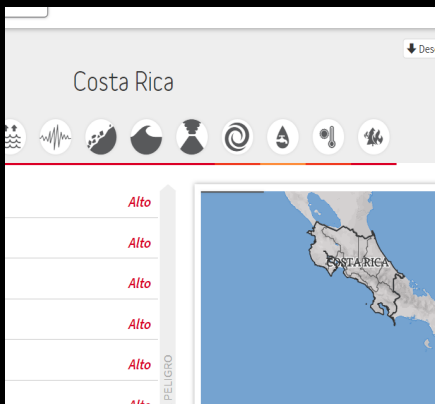 Des
Costa Rica
Alto
Alto
Alto
Alto
Alto
Alto
PELIGRO
COSTA RICA